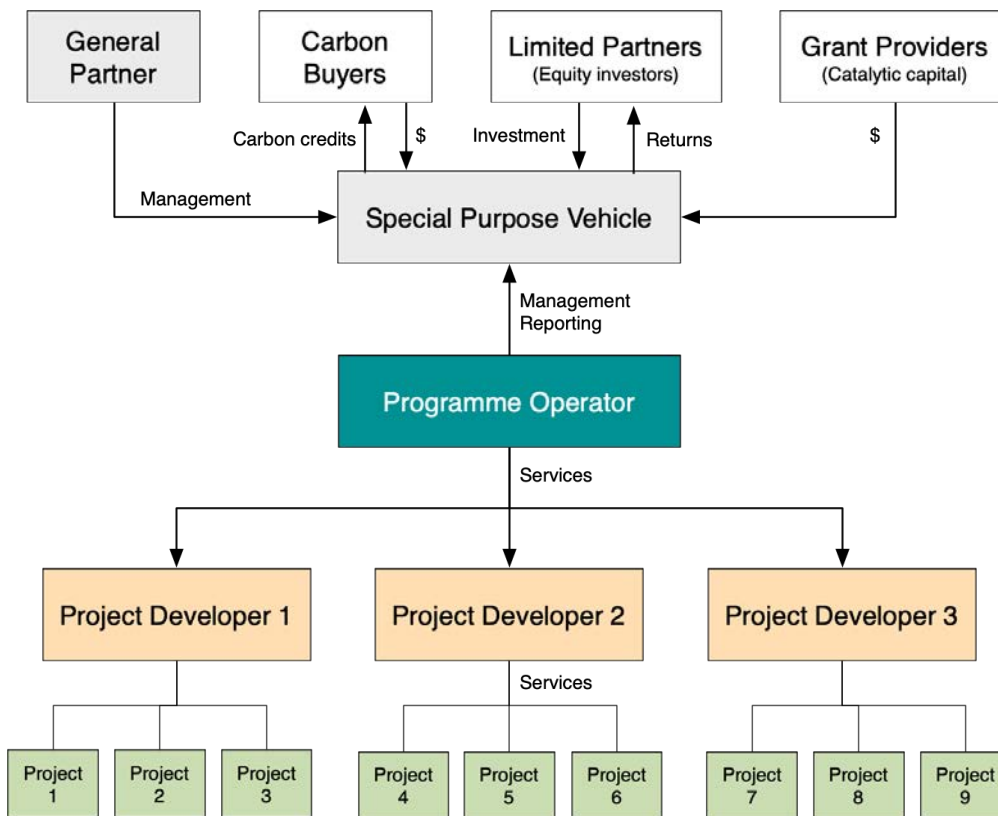 General
Partner
Carbon
Buyers
Limited Partners
(Equity investors)
Grant Providers
(Catalytic capital)
Carbon credits
$
Investment
Returns
$
Management
Special Purpose Vehicle
Management
Reporting
Programme Operator
Services
Project Developer 1
Project Developer 2
Project Developer 3
Services
Project
1
Project
2
Project
3
Project
4
Project
5
Project
6
Project
7
Project
8
Project
9